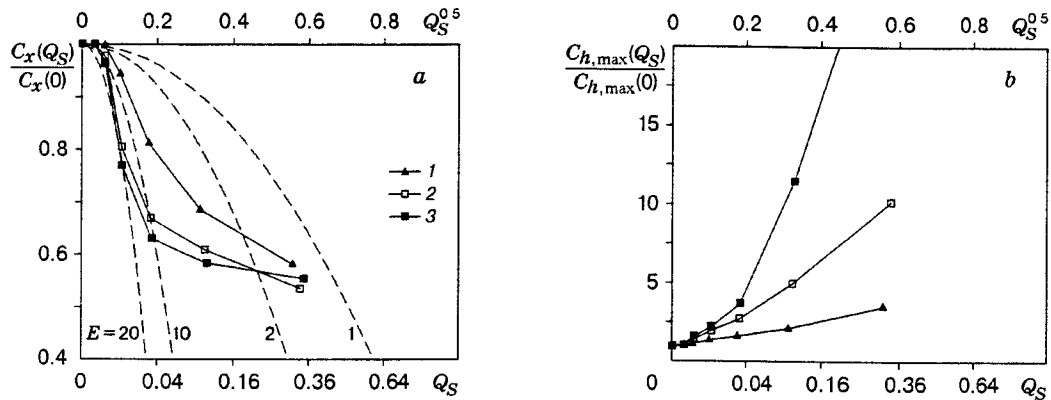 0 0.2 0.4 0.6 0.8 Q_S^0.5
C_x(Q_S)
C_x(0)
a
0.8
0.6
0.4
1
2
3
E=20 10 2 1
0 0.04 0.16 0.36 0.64 Q_S
0 0.2 0.4 0.6 0.8 Q_S^0.5
C_h,max(Q_S)
C_h,max(0)
b
15
10
5
0 0.04 0.16 0.36 0.64 Q_S